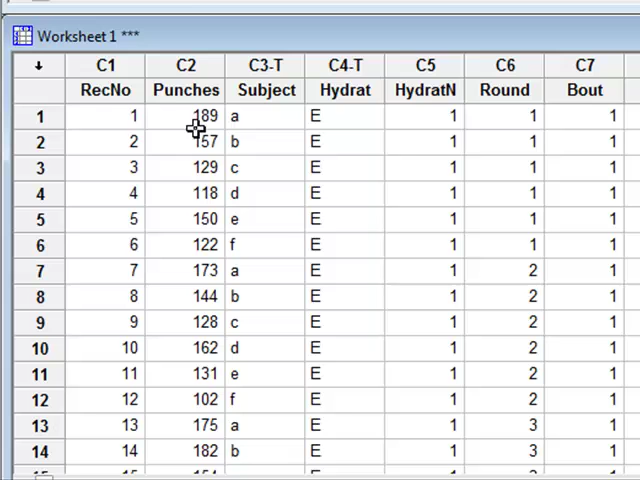 Worksheet 1 ***
C1 C2 C3-T C4-T C5 C6 C7
RecNo Punches Subject Hydrat HydratN Round Bout
1 1 189 a E 1 1 1
2 2 157 b E 1 1 1
3 3 129 c E 1 1 1
4 4 118 d E 1 1 1
5 5 150 e E 1 1 1
6 6 122 f E 1 1 1
7 7 173 a E 1 2 1
8 8 144 b E 1 2 1
9 9 128 c E 1 2 1
10 10 162 d E 1 2 1
11 11 131 e E 1 2 1
12 12 102 f E 1 2 1
13 13 175 a E 1 3 1
14 14 182 b E 1 3 1